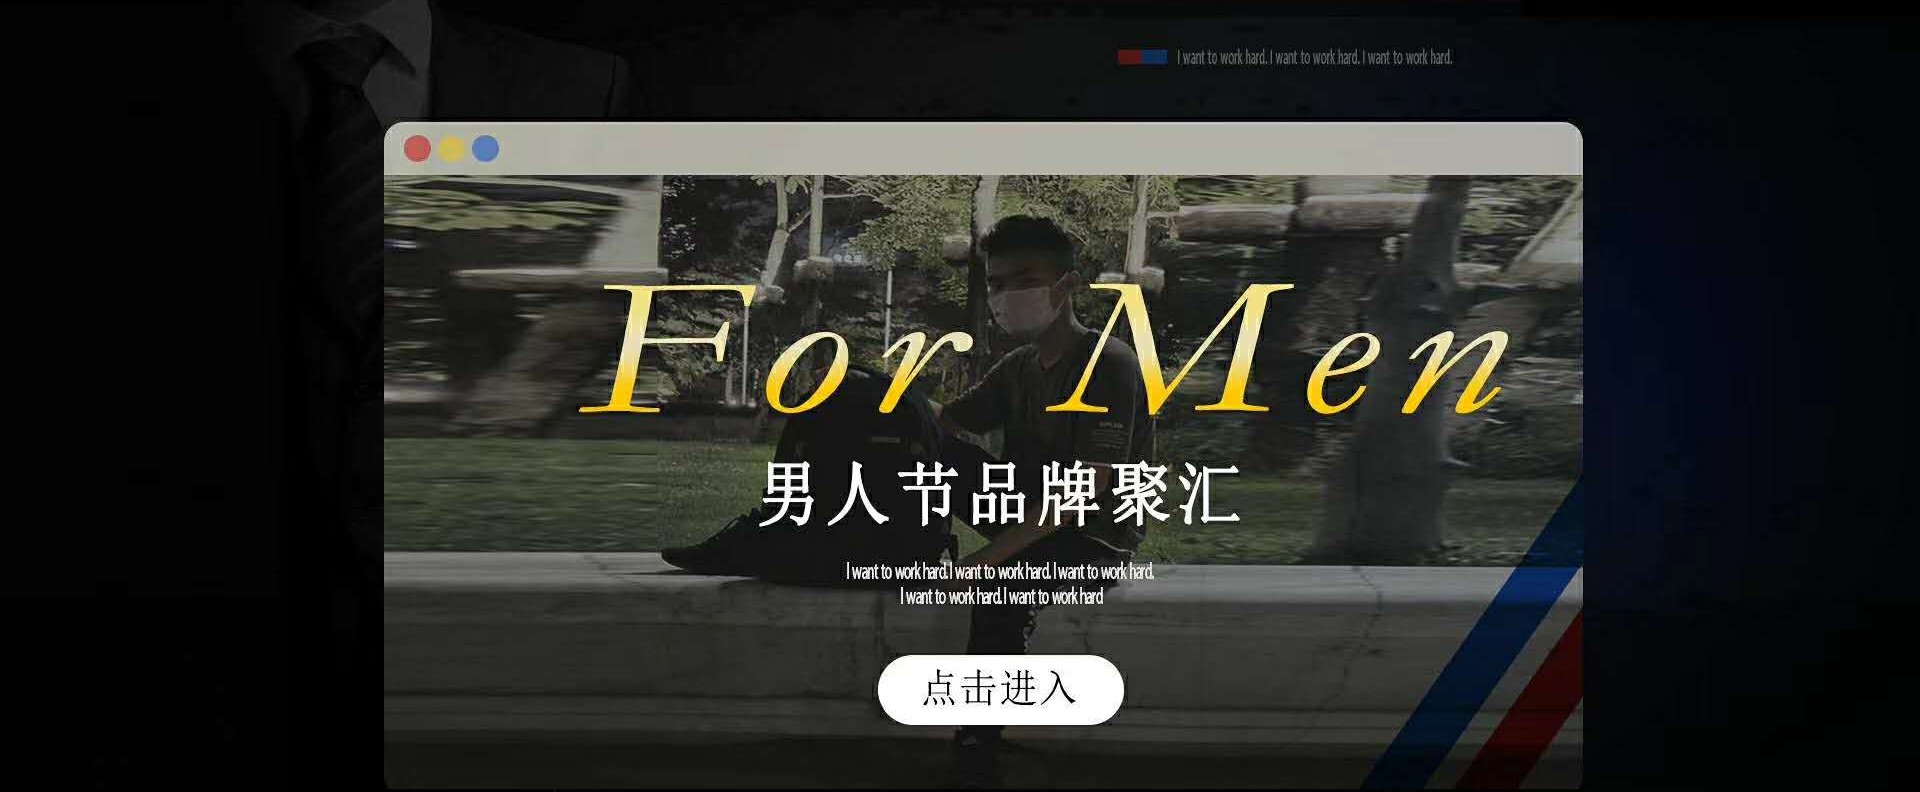 I want to work hard. I want to work hard. I want to work hard.
For Men
男人节品牌聚汇
I want to work hard. I want to work hard. I want to work hard.
I want to work hard. I want to work hard
点击进入